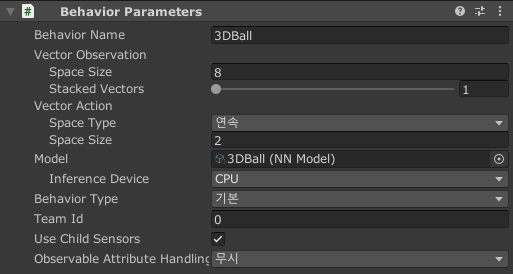 # Behavior Parameters
Behavior Name 3DBall
Vector Observation
Space Size 8
Stacked Vectors 1
Vector Action
Space Type 연속
Space Size 2
Model 3DBall (NN Model)
Inference Device CPU
Behavior Type 기본
Team Id 0
Use Child Sensors
Observable Attribute Handling 무시